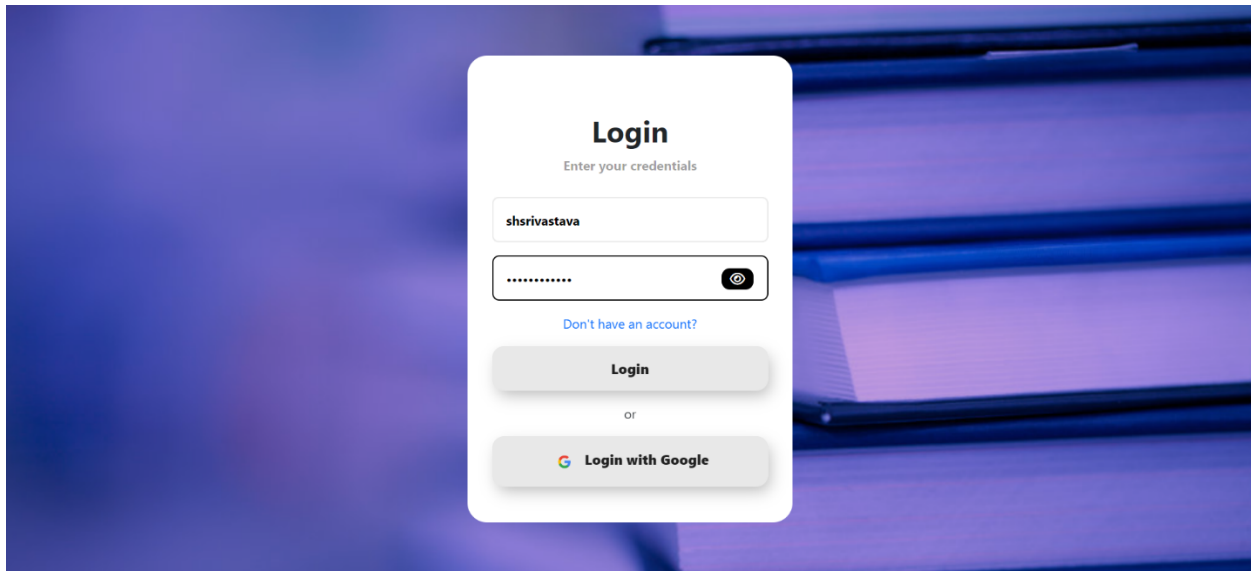 Login
Enter your credentials
shsrivastava
••••••••••••
Don't have an account?
Login
or
Login with Google